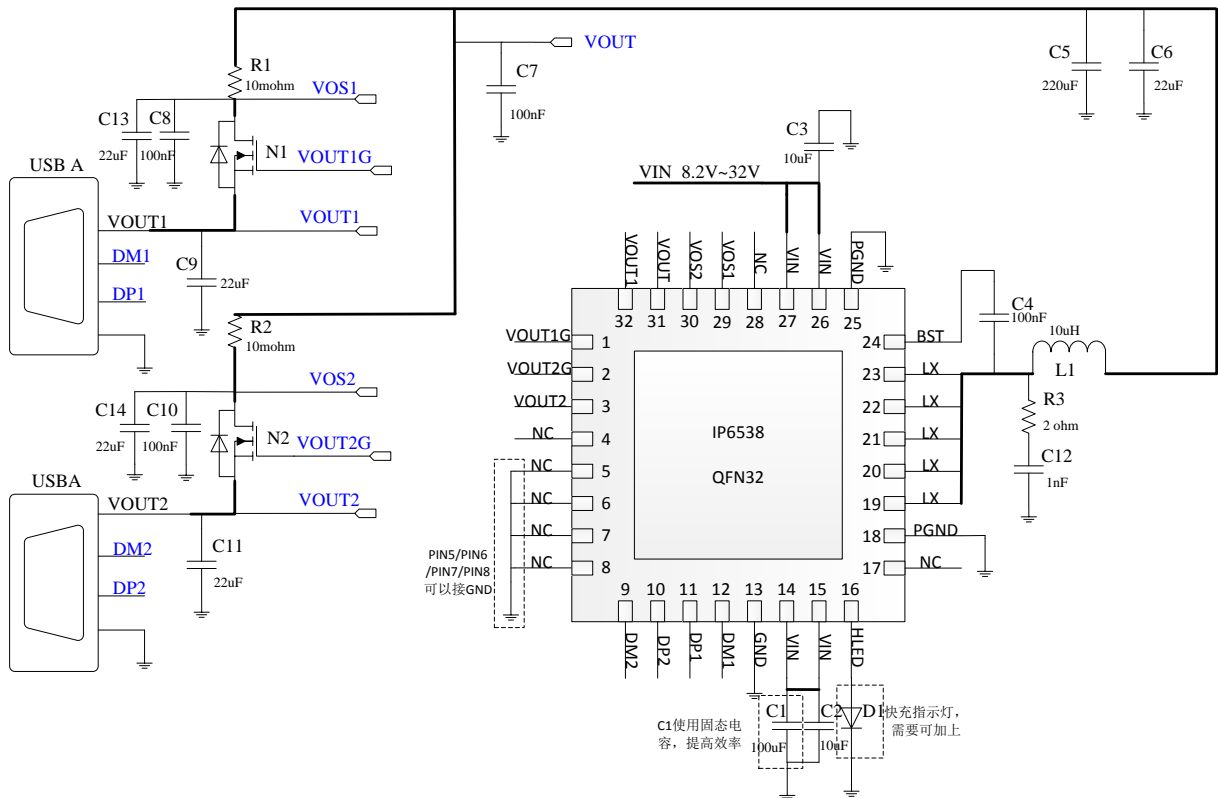 VOUT
R1
10mohm
VOS1
C13
22uF
C8
100nF
N1
VOUT1G
USB A
VOUT1
VOUT1
DM1
DP1
C9
22uF
C7
100nF
C5
220uF
C6
22uF
C3
10uF
VIN 8.2V~32V
R2
10mohm
VOS2
C14
22uF
C10
100nF
N2
VOUT2G
USBA
VOUT2
VOUT2
DM2
DP2
C11
22uF
VOUT1
VOUT
VOS2
VOS1
NC
VIN
VIN
PGND
32
31
30
29
28
27
26
25
VOUT1G
1
VOUT2G
2
VOUT2
3
NC
4
NC
5
NC
6
NC
7
NC
8
PIN5/PIN6
/PIN7/PIN8
可以接GND
IP6538
QFN32
24
BST
23
LX
22
LX
21
LX
20
LX
19
LX
18
PGND
17
NC
C4
100nF
10uH
L1
R3
2 ohm
C12
1nF
9
10
11
12
13
14
15
16
DM2
DP2
DP1
DM1
GND
VIN
VIN
HLED
C1使用固态电
容，提高效率
C1
100uF
C2
10uF
D1
快充指示灯，
需要可加上